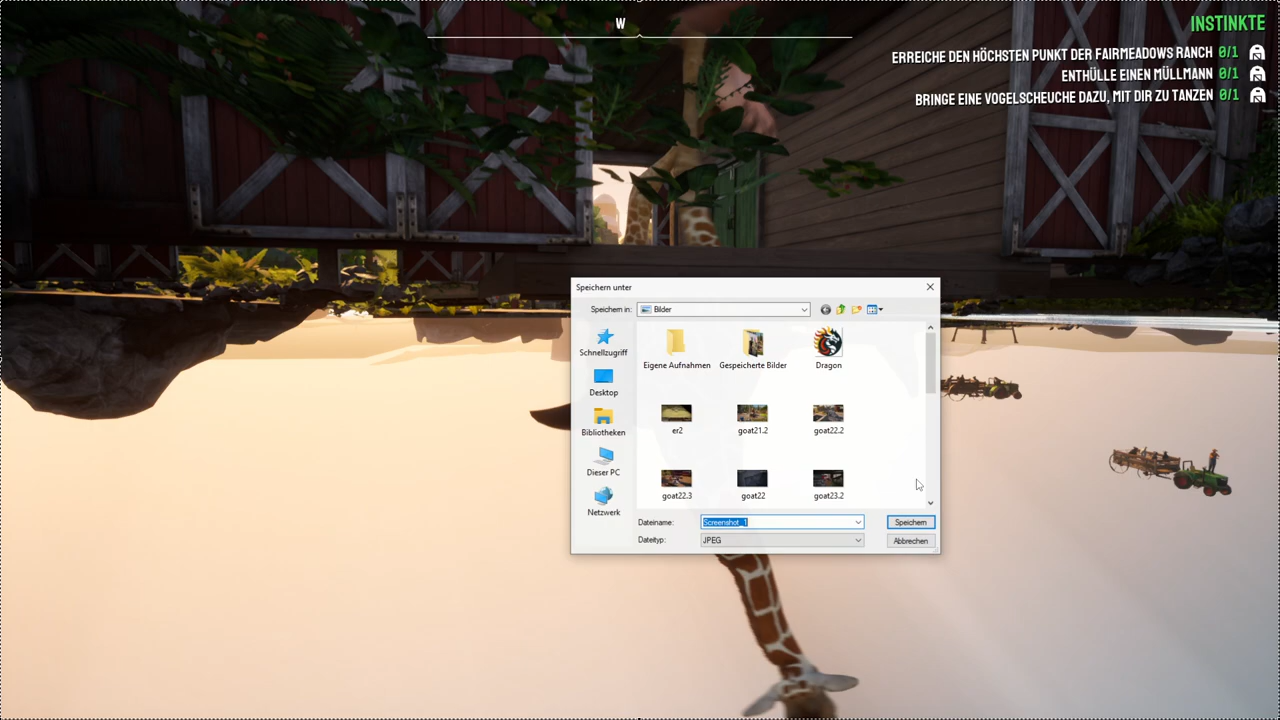 W
INSTINKTE
ERREICHE DEN HÖCHSTEN PUNKT DER FAIRMEADOWS RANCH 0/1
ENTHÜLLE EINEN MÜLLMANN 0/1
BRINGE EINE VOGELSCHEUCHE DAZU, MIT DIR ZU TANZEN 0/1
Speichern unter
Speichern in: Bilder
Schnellzugriff
Desktop
Bibliotheken
Dieser PC
Netzwerk
Eigene Aufnahmen Gespeicherte Bilder Dragon
er2 goat21.2 goat22.2
goat22.3 goat22 goat23.2
Dateiname: Screenshot_1 Speichern
Dateityp: JPEG Abbrechen